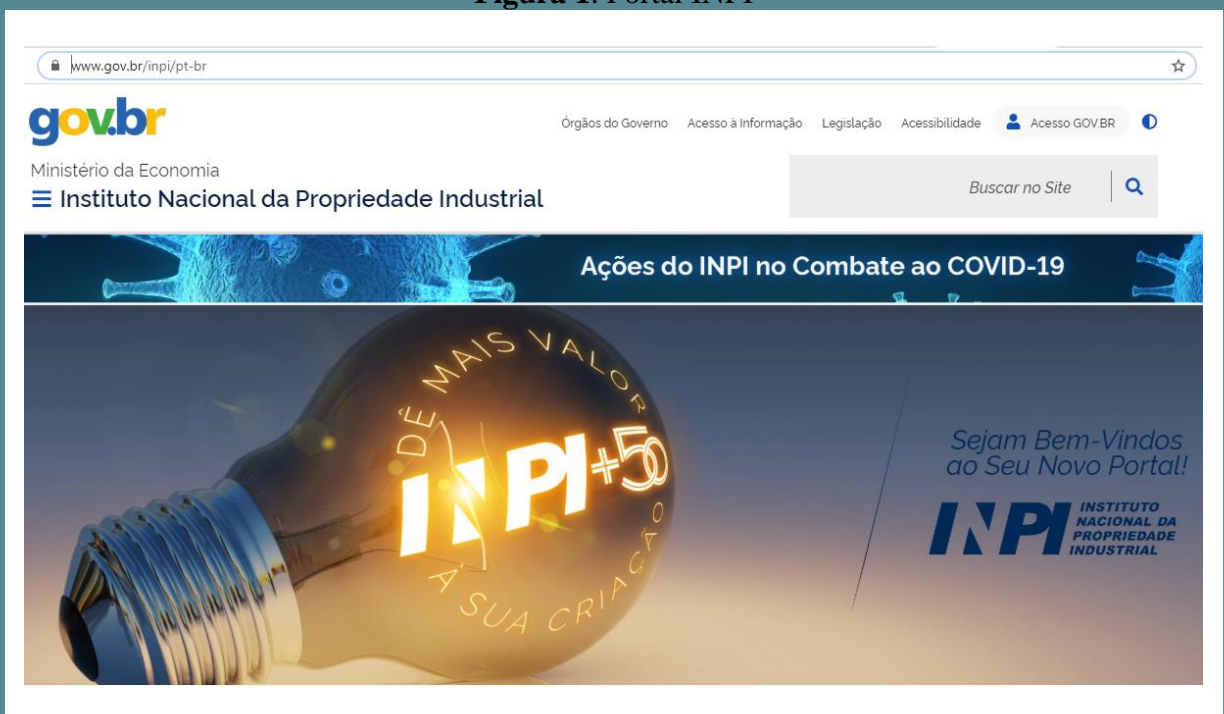 Figura 1. Portal INPI
www.gov.br/inpi/pt-br
gov.br
Órgãos do Governo Acesso à Informação Legislação Acessibilidade Acesso GOV.BR
Ministério da Economia
Instituto Nacional da Propriedade Industrial
Buscar no Site
Ações do INPI no Combate ao COVID-19
DÊ MAIS VALOR
INPI+50
À SUA CRIAÇÃO
Sejam Bem-Vindos
ao Seu Novo Portal!
INPI
INSTITUTO
NACIONAL DA
PROPRIEDADE
INDUSTRIAL